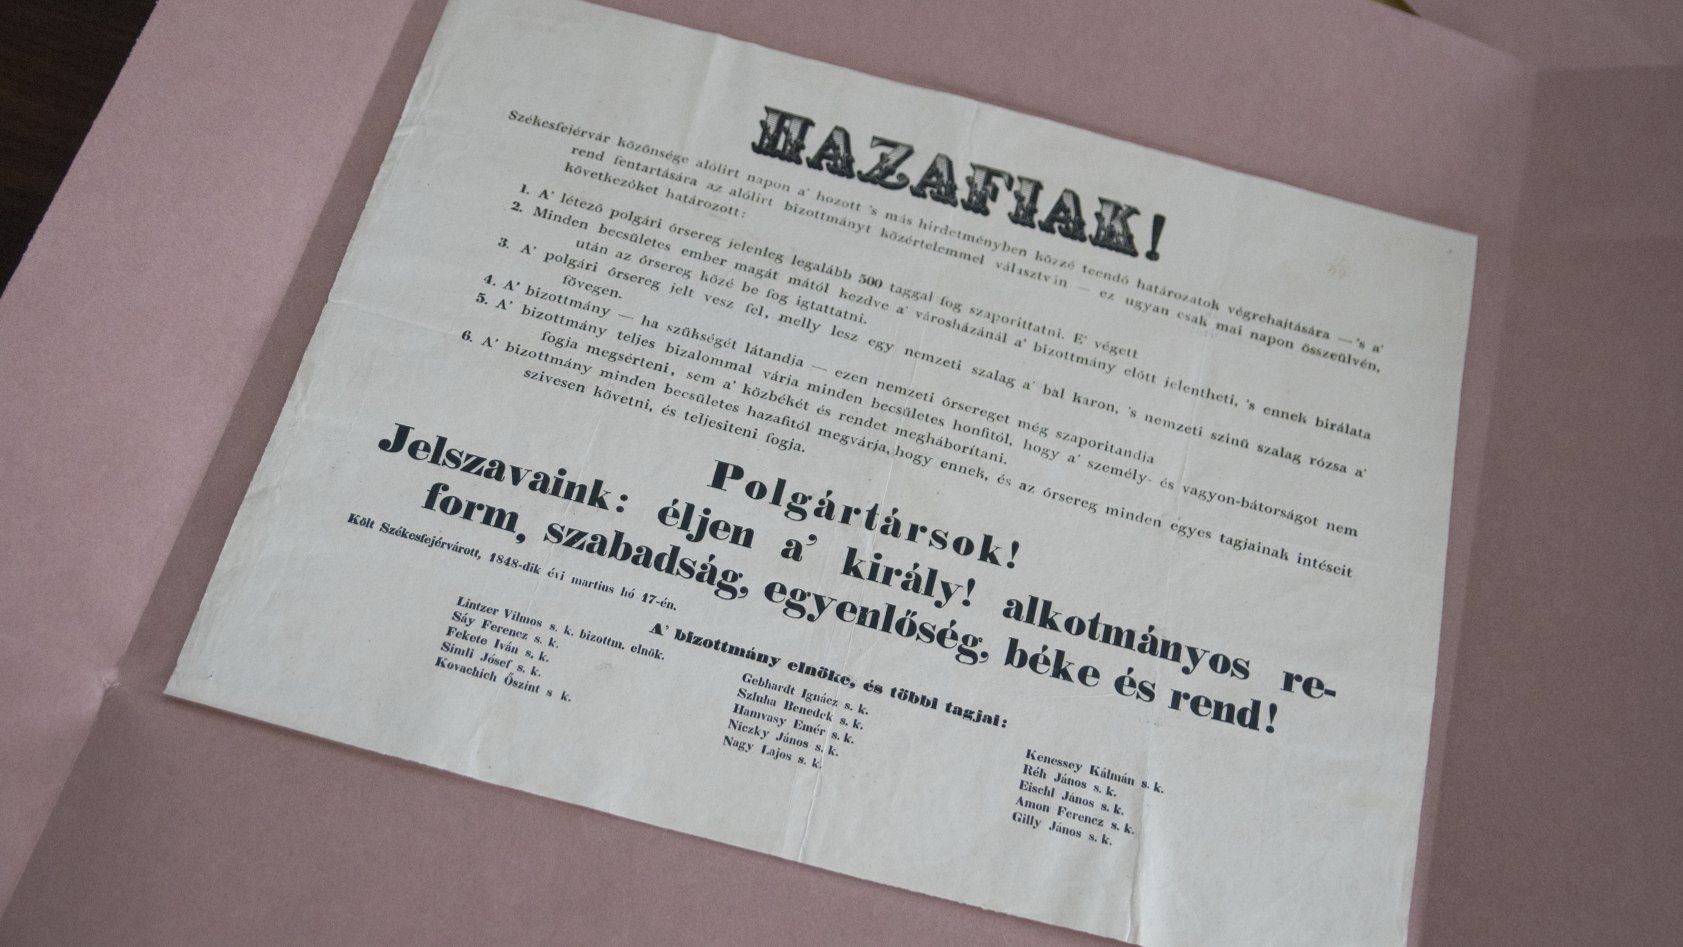 HAZAFIAK!
Székesfejérvár közönsége alólirt napon a' hozott 's más hirdetményben közzé teendő határozatok végrehajtására — 's a'
rend fentartására az alólirt bizottmányt közértelemmel választván — ez ugyan csak mai napon összeülvén,
következőket határozott:
1. A' létező polgári őrsereg jelenleg legalább 500 taggal fog szaporittatni. E' végett
2. Minden becsületes ember magát mától kezdve a' városházánál a' bizottmány előtt jelentheti, 's ennek birálata
után az őrsereg közé be fog igtattatni.
3. A' polgári őrsereg jelt vesz fel, melly lesz egy nemzeti szalag a' bal karon, 's nemzeti szinű szalag rózsa a'
fővegen.
4. A' bizottmány — ha szükségét látandja — ezen nemzeti őrsereget még szaporitandja
5. A' bizottmány teljes bizalommal várja minden becsületes honfitól, hogy a' személy- és vagyon-bátorságot nem
fogja megsérteni, sem a' közbékét és rendet megháborítani.
6. A' bizottmány minden becsületes hazafitól megvárja, hogy ennek, és az őrsereg minden egyes tagjainak intéseit
szivesen követni, és teljesiteni fogja.
Polgártársok!
Jelszavaink: éljen a' király! alkotmányos re-
form, szabadság, egyenlőség, béke és rend!
Költ Székesfejérvárott, 1848-dik évi martius hó 17-én.
A' bizottmány elnöke, és többi tagjai:
Lintzer Vilmos s. k. bizottm. elnök.
Sáy Ferencz s. k.
Fekete Iván s. k.
Simli Jósef s. k.
Kovachich Őszint s k.
Gebhardt Ignácz s. k.
Szluha Benedek s. k.
Hamvasy Emér s. k.
Niczky János s. k.
Nagy Lajos s. k.
Kenessey Kálmán s. k.
Réh János s. k.
Eischl János s. k.
Amon Ferencz s. k.
Gilly János s. k.